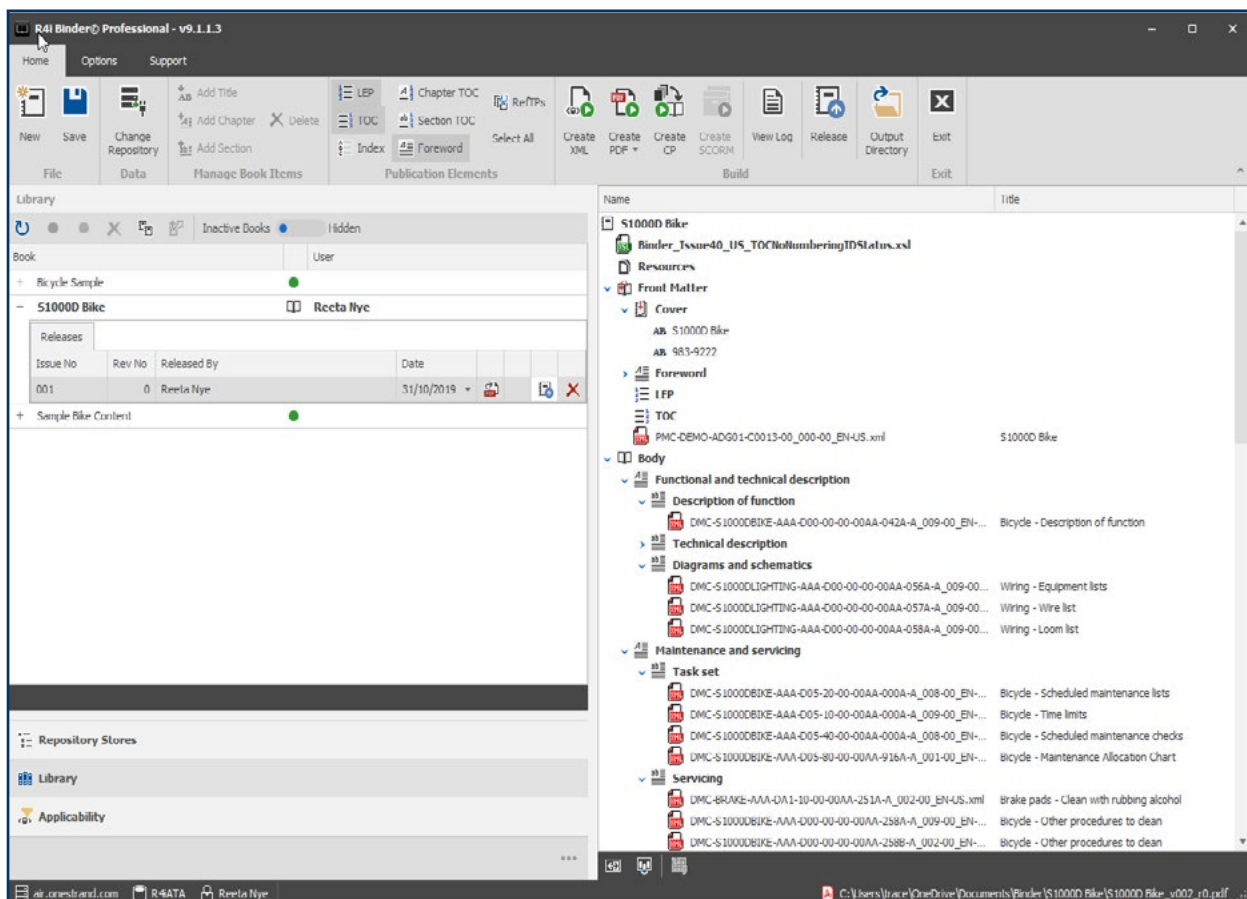 R4i Binder© Professional - v9.1.1.3
Home Options Support
New Save Change Repository
Add Title
Add Chapter Delete
Add Section
LEP Chapter TOC RefTPs
TOC Section TOC Select All
Index Foreword
Create XML Create PDF Create CP Create SCORM View Log Release Output Directory Exit
File Data Manage Book Items Publication Elements Build Exit
Library
Inactive Books Hidden
Book User
+ Bicycle Sample
- S1000D Bike Reeta Nye
Releases
Issue No Rev No Released By Date
001 0 Reeta Nye 31/10/2019
+ Sample Bike Content
Repository Stores
Library
Applicability
...
Name Title
S1000D Bike
Binder_Issue40_US_TOCNoNumberingIDStatus.xsl
Resources
Front Matter
Cover
AB S1000D Bike
AB 983-9222
Foreword
LEP
TOC
PMC-DEMO-ADG01-C0013-00_000-00_EN-US.xml S1000D Bike
Body
Functional and technical description
Description of function
DMC-S1000DBIKE-AAA-D00-00-00-00AA-042A-A_009-00_EN-... Bicycle - Description of function
Technical description
Diagrams and schematics
DMC-S1000DLIGHTING-AAA-D00-00-00-00AA-056A-A_009-00... Wiring - Equipment lists
DMC-S1000DLIGHTING-AAA-D00-00-00-00AA-057A-A_009-00... Wiring - Wire list
DMC-S1000DLIGHTING-AAA-D00-00-00-00AA-058A-A_009-00... Wiring - Loom list
Maintenance and servicing
Task set
DMC-S1000DBIKE-AAA-D05-20-00-00AA-000A-A_008-00_EN-... Bicycle - Scheduled maintenance lists
DMC-S1000DBIKE-AAA-D05-10-00-00AA-000A-A_009-00_EN-... Bicycle - Time limits
DMC-S1000DBIKE-AAA-D05-40-00-00AA-000A-A_008-00_EN-... Bicycle - Scheduled maintenance checks
DMC-S1000DBIKE-AAA-D05-80-00-00AA-916A-A_001-00_EN-... Bicycle - Maintenance Allocation Chart
Servicing
DMC-BRAKE-AAA-DA1-10-00-00AA-251A-A_002-00_EN-US.xml Brake pads - Clean with rubbing alcohol
DMC-S1000DBIKE-AAA-D00-00-00-00AA-258A-A_009-00_EN-... Bicycle - Other procedures to clean
DMC-S1000DBIKE-AAA-D00-00-00-00AA-258B-A_002-00_EN-... Bicycle - Other procedures to clean
air.onestrand.com R4iATA Reeta Nye C:\Users\trace\OneDrive\Documents\Binder\S1000D Bike\S1000D Bike_v002_r0.pdf